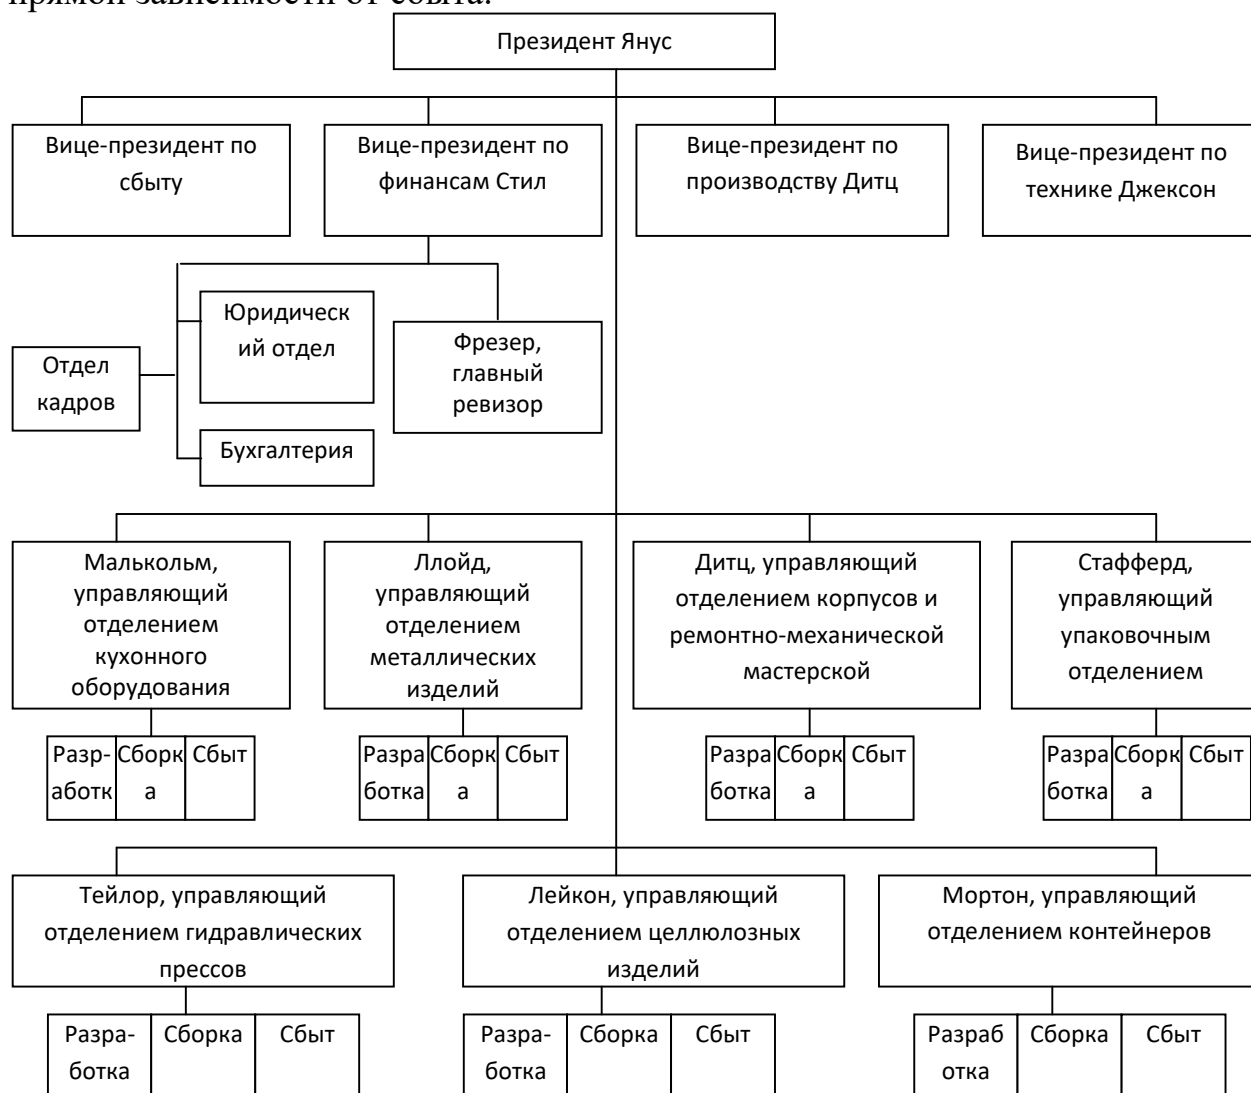 прямой зависимости от сбыта.
Президент Янус
Вице-президент по
сбыту
Вице-президент по
финансам Стил
Вице-президент по
производству Дитц
Вице-президент по
технике Джексон
Юридическ
ий отдел
Отдел
кадров
Бухгалтерия
Фрезер,
главный
ревизор
Малькольм,
управляющий
отделением
кухонного
оборудования
Ллойд,
управляющий
отделением
металлических
изделий
Дитц, управляющий
отделением корпусов и
ремонтно-механической
мастерской
Стафферд,
управляющий
упаковочным
отделением
Разр-
аботк
Сборк
а
Сбыт
Разра
ботка
Сборк
а
Сбыт
Разра
ботка
Сборк
а
Сбыт
Разра
ботка
Сборк
а
Сбыт
Тейлор, управляющий
отделением гидравлических
прессов
Лейкон, управляющий
отделением целлюлозных
изделий
Мортон, управляющий
отделением контейнеров
Разра-
ботка
Сборка
Сбыт
Разра-
ботка
Сборка
Сбыт
Разраб
отка
Сборка
Сбыт